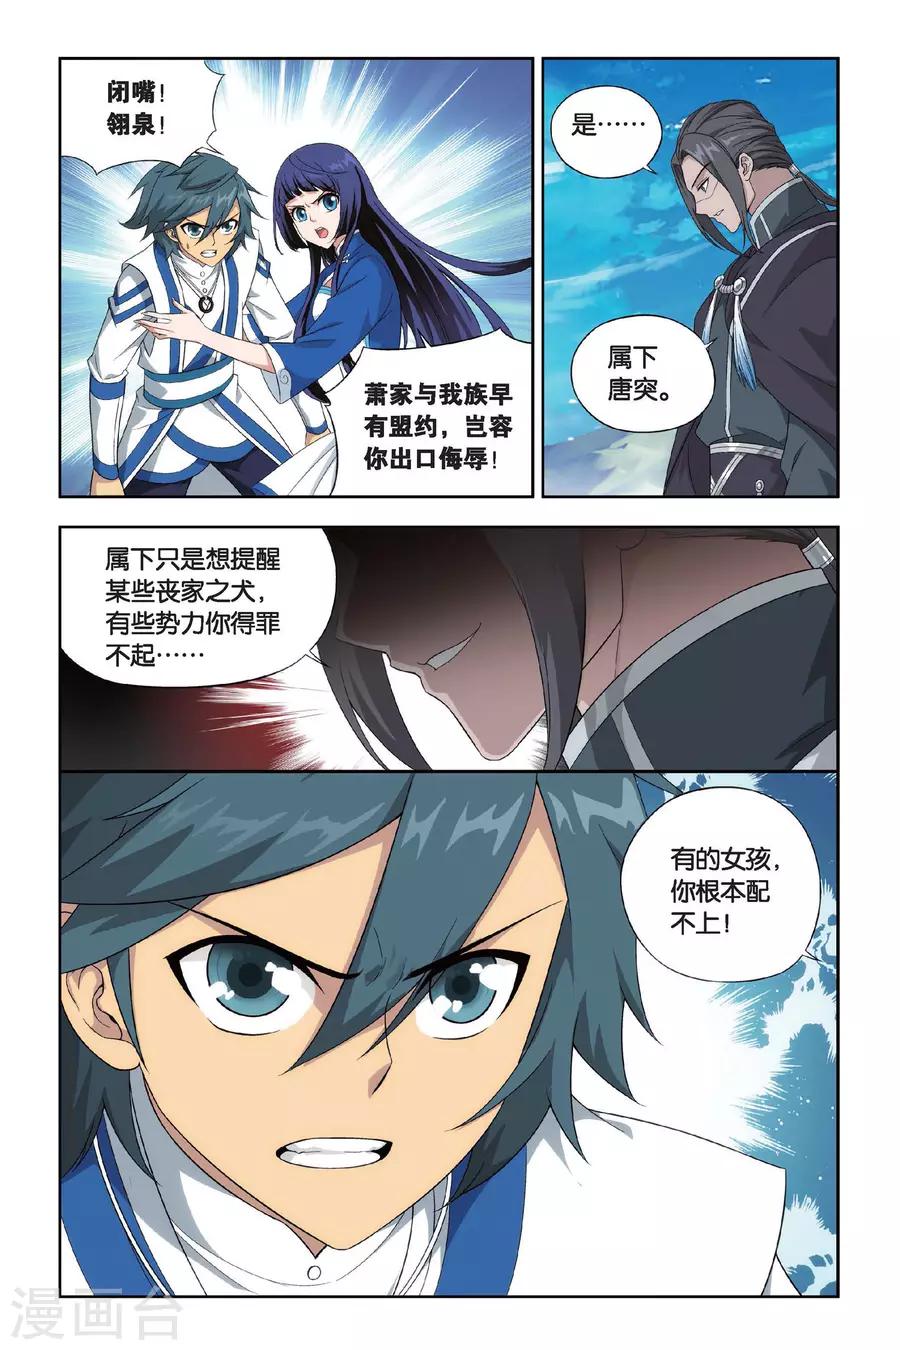 闭嘴！
翎泉！
萧家与我族早
有盟约，岂容
你出口侮辱！
是……
属下
唐突。
属下只是想提醒
某些丧家之犬，
有些势力你得罪
不起……
有的女孩，
你根本配
不上！
漫画台